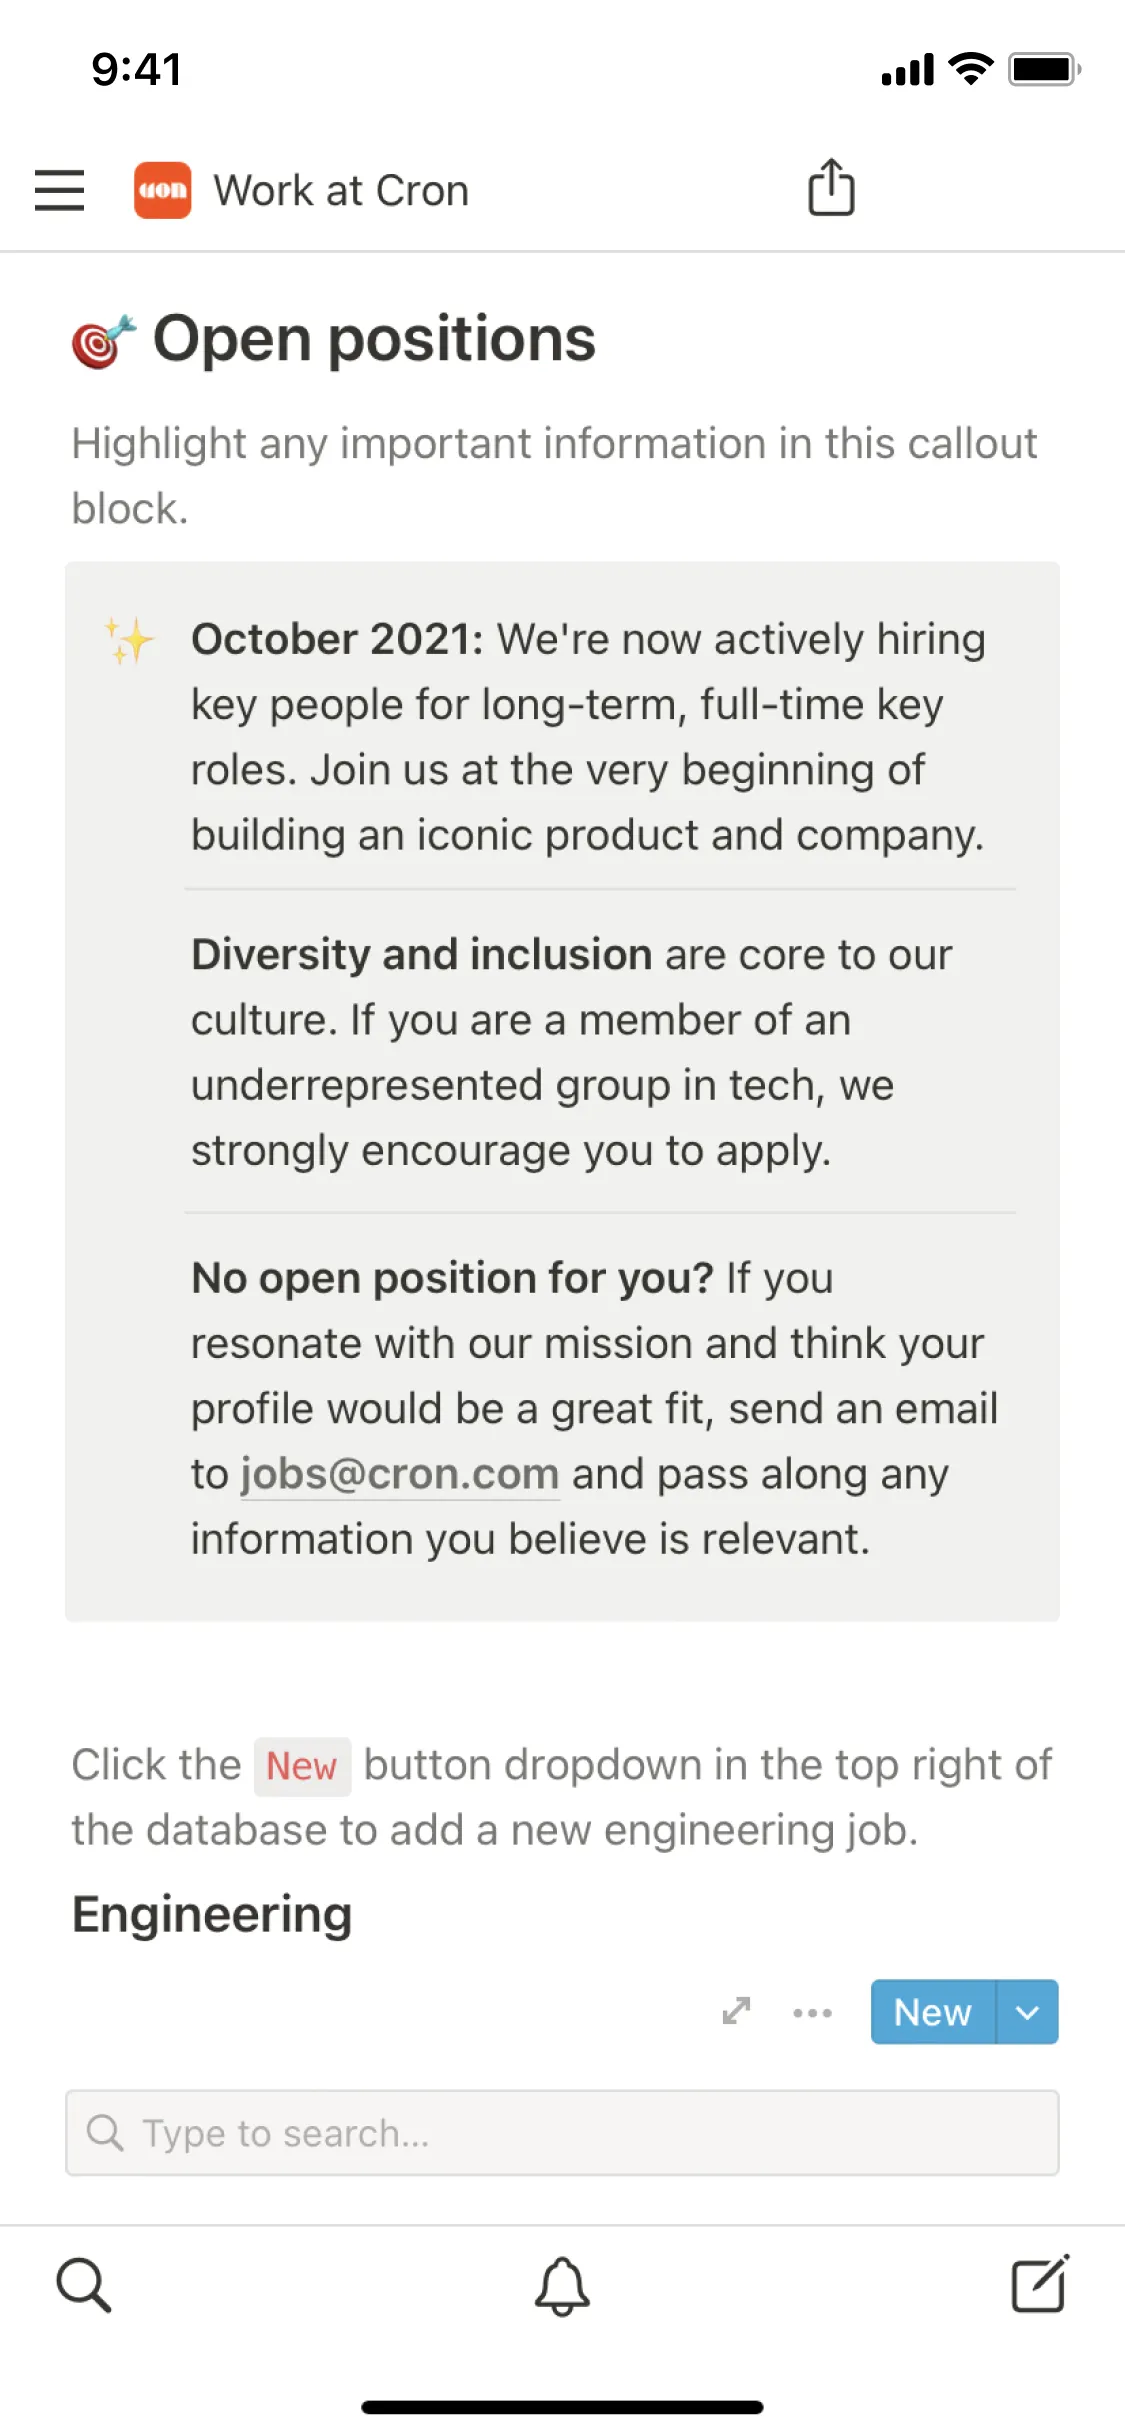 9:41
cron Work at Cron
Open positions
Highlight any important information in this callout
block.
October 2021: We're now actively hiring
key people for long-term, full-time key
roles. Join us at the very beginning of
building an iconic product and company.
Diversity and inclusion are core to our
culture. If you are a member of an
underrepresented group in tech, we
strongly encourage you to apply.
No open position for you? If you
resonate with our mission and think your
profile would be a great fit, send an email
to jobs@cron.com and pass along any
information you believe is relevant.
Click the New button dropdown in the top right of
the database to add a new engineering job.
Engineering
New
Type to search...